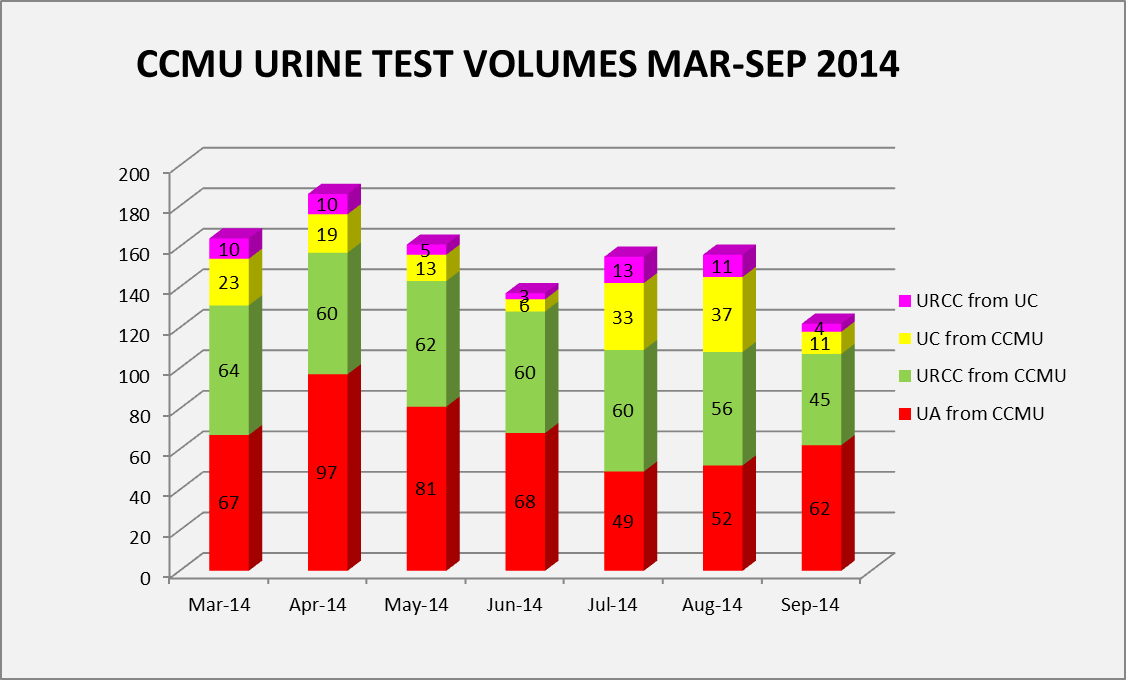 CCMU URINE TEST VOLUMES MAR-SEP 2014
200
180
160
140
120
100
80
60
40
20
0
10 10 5 3 13 11 4
23 19 13 6 33 37 11
64 60 62 60 60 56 45
67 97 81 68 49 52 62
Mar-14 Apr-14 May-14 Jun-14 Jul-14 Aug-14 Sep-14
URCC from UC
UC from CCMU
URCC from CCMU
UA from CCMU